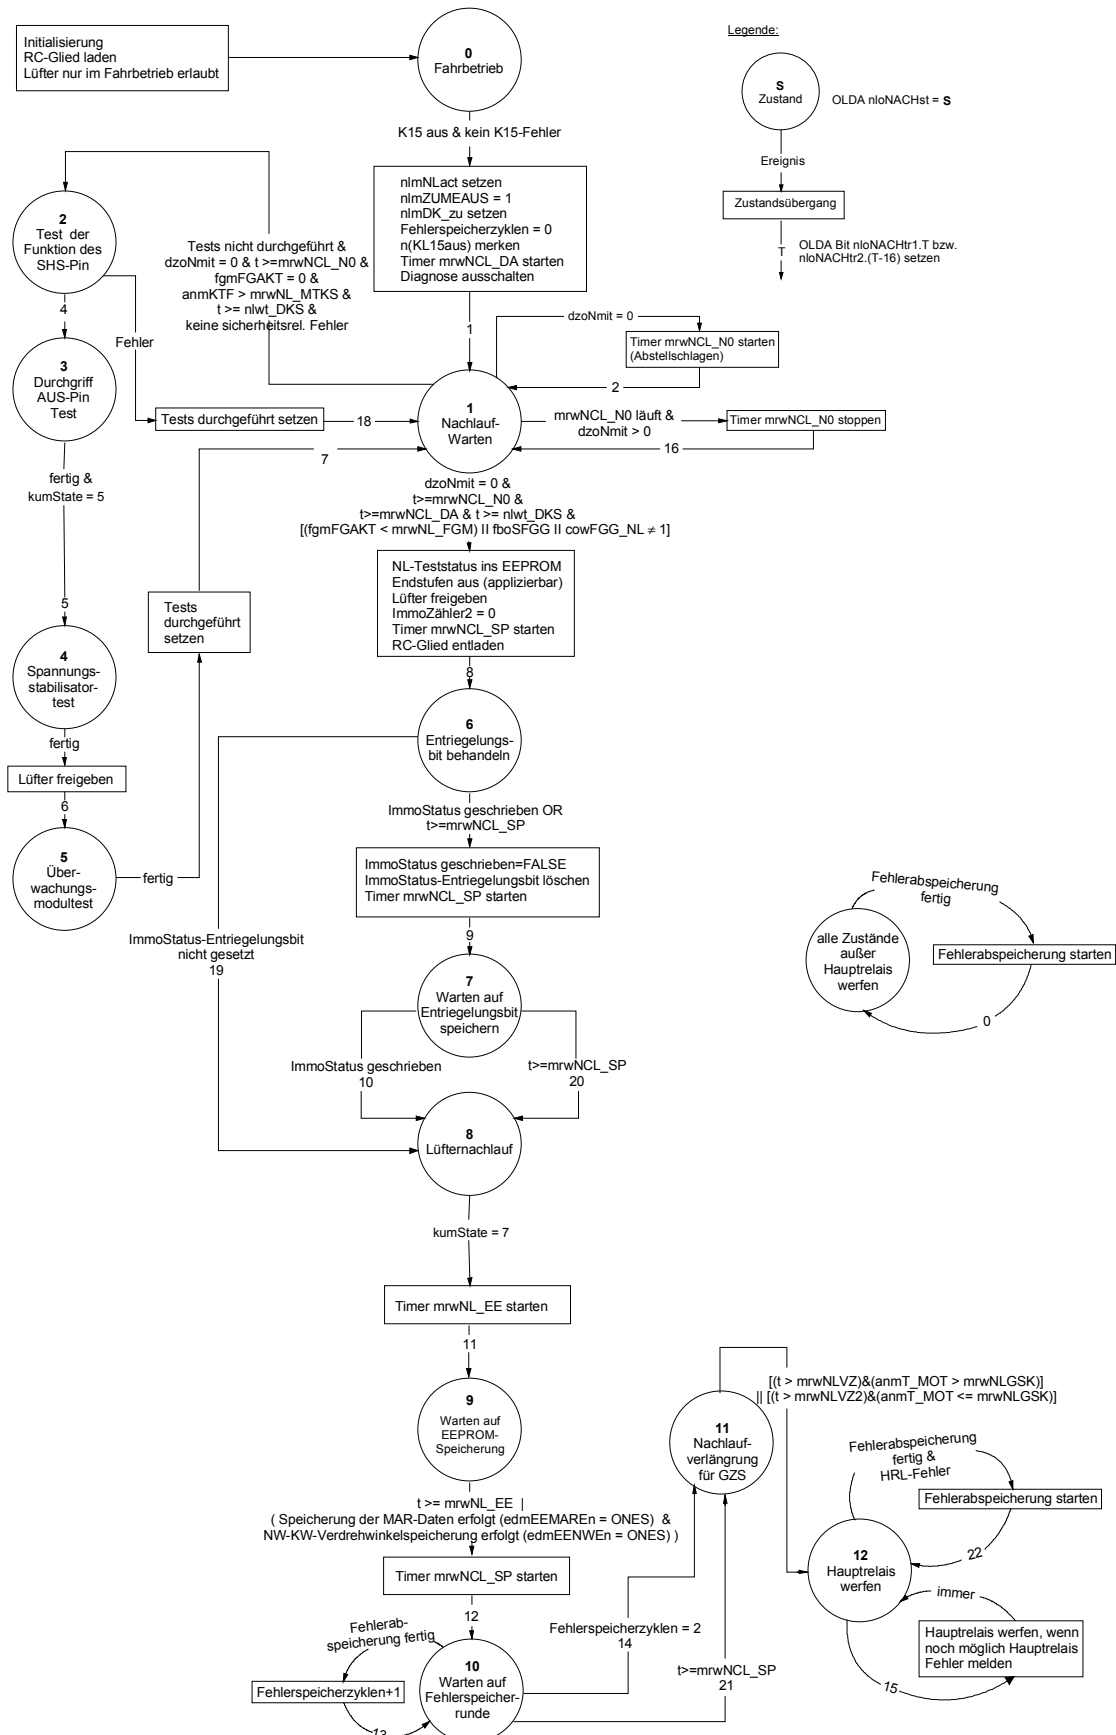 Initialisierung
RC-Glied laden
Lüfter nur im Fahrbetrieb erlaubt
0
Fahrbetrieb
Legende:
S
Zustand
OLDA nloNACHst = S
Ereignis
Zustandsübergang
T
OLDA Bit nloNACHtr1.T bzw.
nloNACHtr2.(T-16) setzen
K15 aus & kein K15-Fehler
nlmNLact setzen
nlmZUMEAUS = 1
nlmDK_zu setzen
Fehlerspeicherzyklen = 0
n(KL15aus) merken
Timer mrwNCL_DA starten
Diagnose ausschalten
1
2
Test der
Funktion des
SHS-Pin
Tests nicht durchgeführt &
dzoNmit = 0 & t >=mrwNCL_N0 &
fgmFGAKT = 0 &
anmKTF > mrwNL_MTKS &
t >= nlwt_DKS &
keine sicherheitsrel. Fehler
4
Fehler
dzoNmit = 0
Timer mrwNCL_N0 starten
(Abstellschlagen)
2
3
Durchgriff
AUS-Pin
Test
Tests durchgeführt setzen
18
1
Nachlauf-
Warten
mrwNCL_N0 läuft &
dzoNmit > 0
Timer mrwNCL_N0 stoppen
16
7
fertig &
kumState = 5
dzoNmit = 0 &
t>=mrwNCL_N0 &
t>=mrwNCL_DA & t >= nlwt_DKS &
[(fgmFGAKT < mrwNL_FGM) II fboSFGG II cowFGG_NL ≠ 1]
NL-Teststatus ins EEPROM
Endstufen aus (applizierbar)
Lüfter freigeben
ImmoZähler2 = 0
Timer mrwNCL_SP starten
RC-Glied entladen
8
Tests
durchgeführt
setzen
5
4
Spannungs-
stabilisator-
test
fertig
Lüfter freigeben
6
5
Über-
wachungs-
modultest
fertig
6
Entriegelungs-
bit behandeln
ImmoStatus geschrieben OR
t>=mrwNCL_SP
ImmoStatus geschrieben=FALSE
ImmoStatus-Entriegelungsbit löschen
Timer mrwNCL_SP starten
9
ImmoStatus-Entriegelungsbit
nicht gesetzt
19
7
Warten auf
Entriegelungsbit
speichern
ImmoStatus geschrieben
10
t>=mrwNCL_SP
20
Fehlerabspeicherung
fertig
alle Zustände
außer
Hauptrelais
werfen
Fehlerabspeicherung starten
0
8
Lüfternachlauf
kumState = 7
Timer mrwNL_EE starten
11
9
Warten auf
EEPROM-
Speicherung
t >= mrwNL_EE |
( Speicherung der MAR-Daten erfolgt (edmEEMAREn = ONES) &
NW-KW-Verdrehwinkelspeicherung erfolgt (edmEENWEn = ONES) )
Timer mrwNCL_SP starten
12
Fehlerab-
speicherung fertig
Fehlerspeicherzyklen+1
13
10
Warten auf
Fehlerspeicher-
runde
Fehlerspeicherzyklen = 2
14
t>=mrwNCL_SP
21
11
Nachlauf-
verlängrung
für GZS
[(t > mrwNLVZ)&(anmT_MOT > mrwNLGSK)]
|| [(t > mrwNLVZ2)&(anmT_MOT <= mrwNLGSK)]
Fehlerabspeicherung
fertig &
HRL-Fehler
Fehlerabspeicherung starten
22
12
Hauptrelais
werfen
immer
Hauptrelais werfen, wenn
noch möglich Hauptrelais
Fehler melden
15